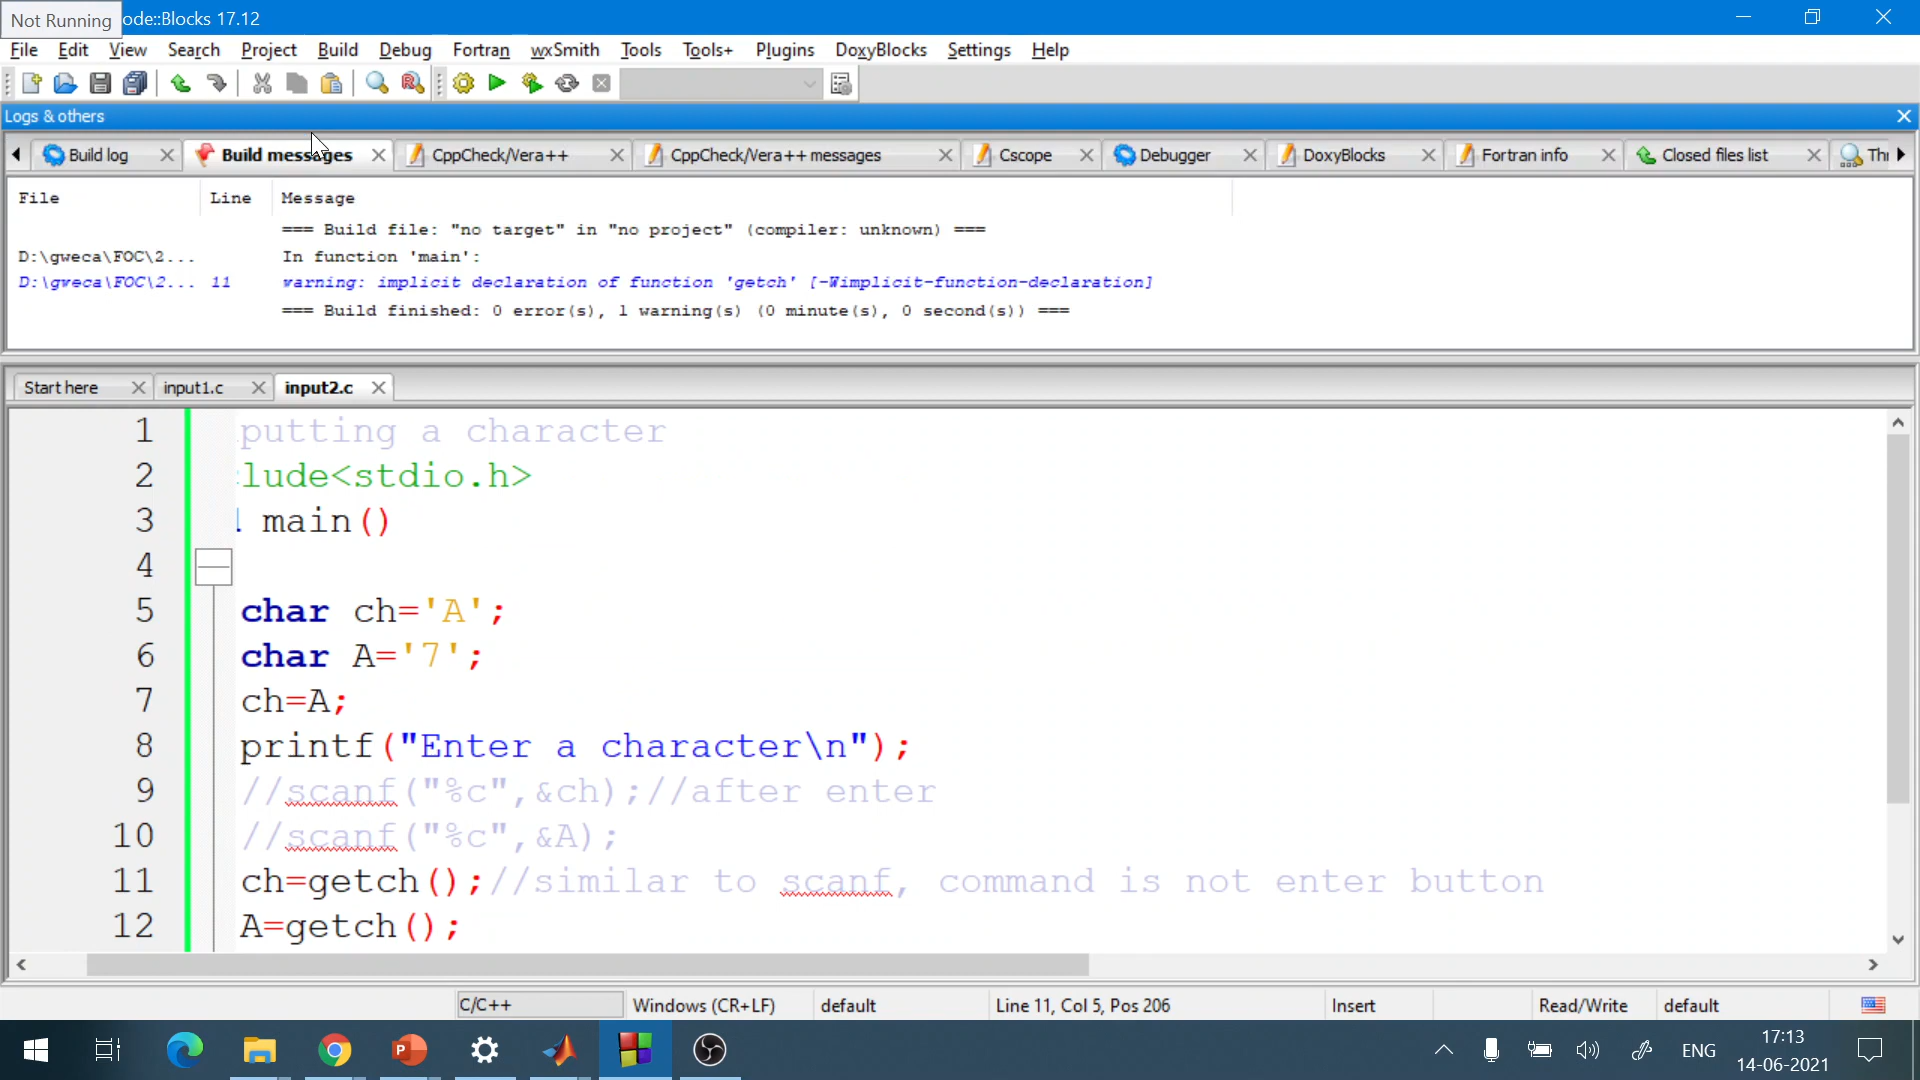 Not Running ode::Blocks 17.12
File Edit View Search Project Build Debug Fortran wxSmith Tools Tools+ Plugins DoxyBlocks Settings Help
Logs & others
Build log Build messages CppCheck/Vera++ CppCheck/Vera++ messages Cscope Debugger DoxyBlocks Fortran info Closed files list Thr
File Line Message
=== Build file: "no target" in "no project" (compiler: unknown) ===
D:\gweca\FOC\2... In function 'main':
D:\gweca\FOC\2... 11 warning: implicit declaration of function 'getch' [-Wimplicit-function-declaration]
=== Build finished: 0 error(s), 1 warning(s) (0 minute(s), 0 second(s)) ===
Start here input1.c input2.c
1 putting a character
2 lude<stdio.h>
3 main()
4
5 char ch='A';
6 char A='7';
7 ch=A;
8 printf("Enter a character\n");
9 //scanf("%c",&ch);//after enter
10 //scanf("%c",&A);
11 ch=getch();//similar to scanf, command is not enter button
12 A=getch();
C/C++ Windows (CR+LF) default Line 11, Col 5, Pos 206 Insert Read/Write default
ENG 17:13
14-06-2021